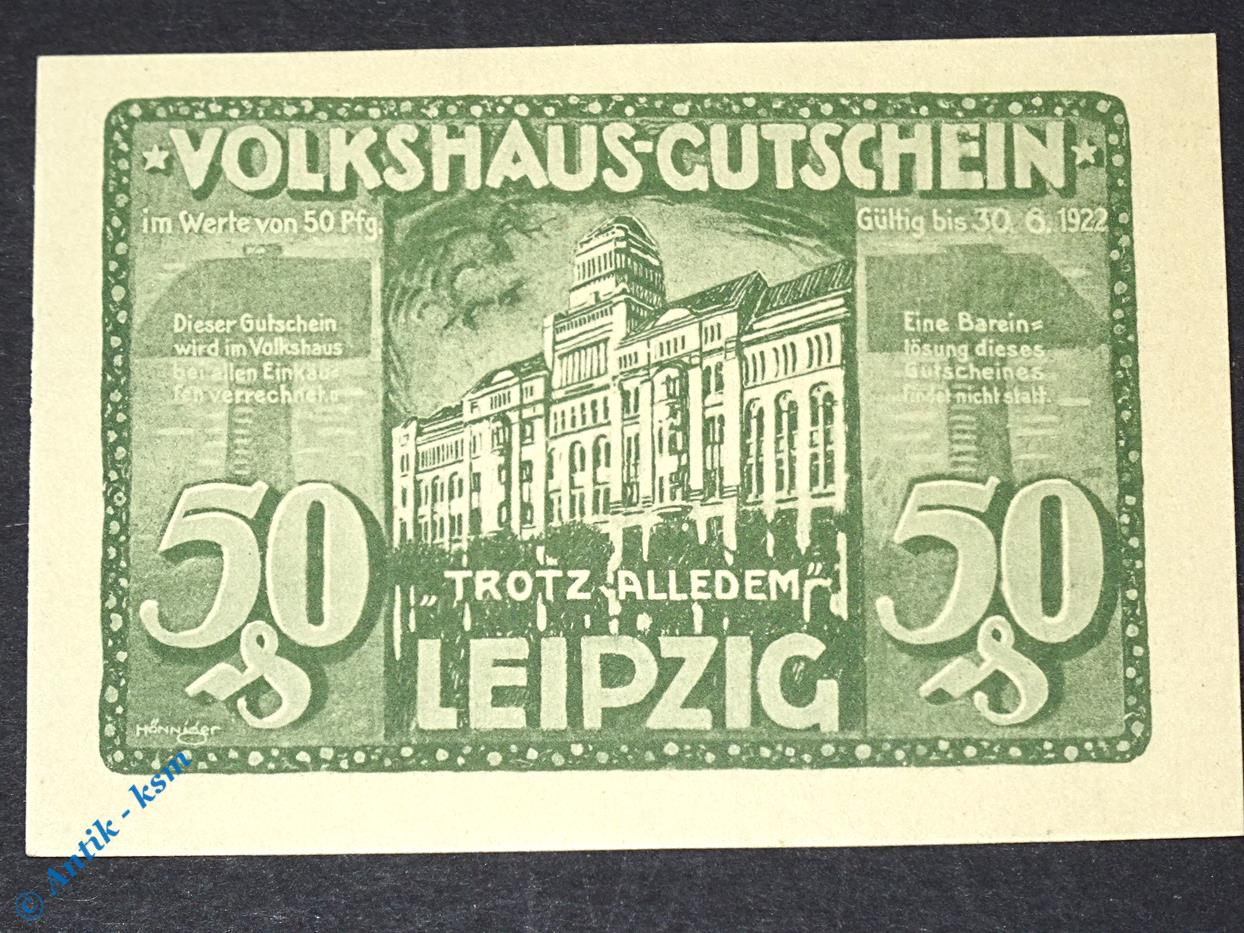 VOLKSHAUS-GUTSCHEIN
im Werte von 50 Pfg.
Gültig bis 30. 6. 1922
Dieser Gutschein
wird im Volkshaus
bei allen Einkäu-
fen verrechnet.
Eine Barein=
lösung dieses
Gutscheines
findet nicht statt.
50
50
„TROTZ ALLEDEM"
LEIPZIG
Hönniger
© Antik - ksm